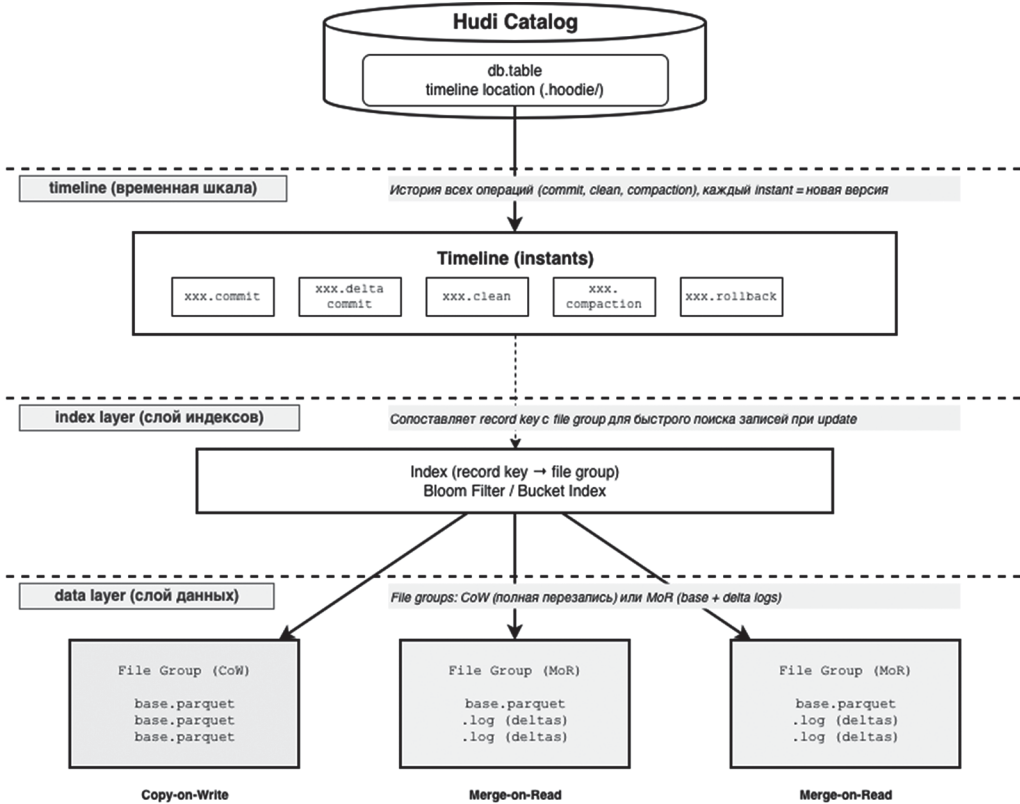 Hudi Catalog
db.table
timeline location (.hoodie/)
timeline (временная шкала)
История всех операций (commit, clean, compaction), каждый instant = новая версия
Timeline (instants)
xxx.commit
xxx.delta
commit
xxx.clean
xxx.
compaction
xxx.rollback
index layer (слой индексов)
Сопоставляет record key с file group для быстрого поиска записей при update
Index (record key → file group)
Bloom Filter / Bucket Index
data layer (слой данных)
File groups: CoW (полная перезапись) или MoR (base + delta logs)
File Group (CoW)
base.parquet
base.parquet
base.parquet
File Group (MoR)
base.parquet
.log (deltas)
.log (deltas)
File Group (MoR)
base.parquet
.log (deltas)
.log (deltas)
Copy-on-Write
Merge-on-Read
Merge-on-Read